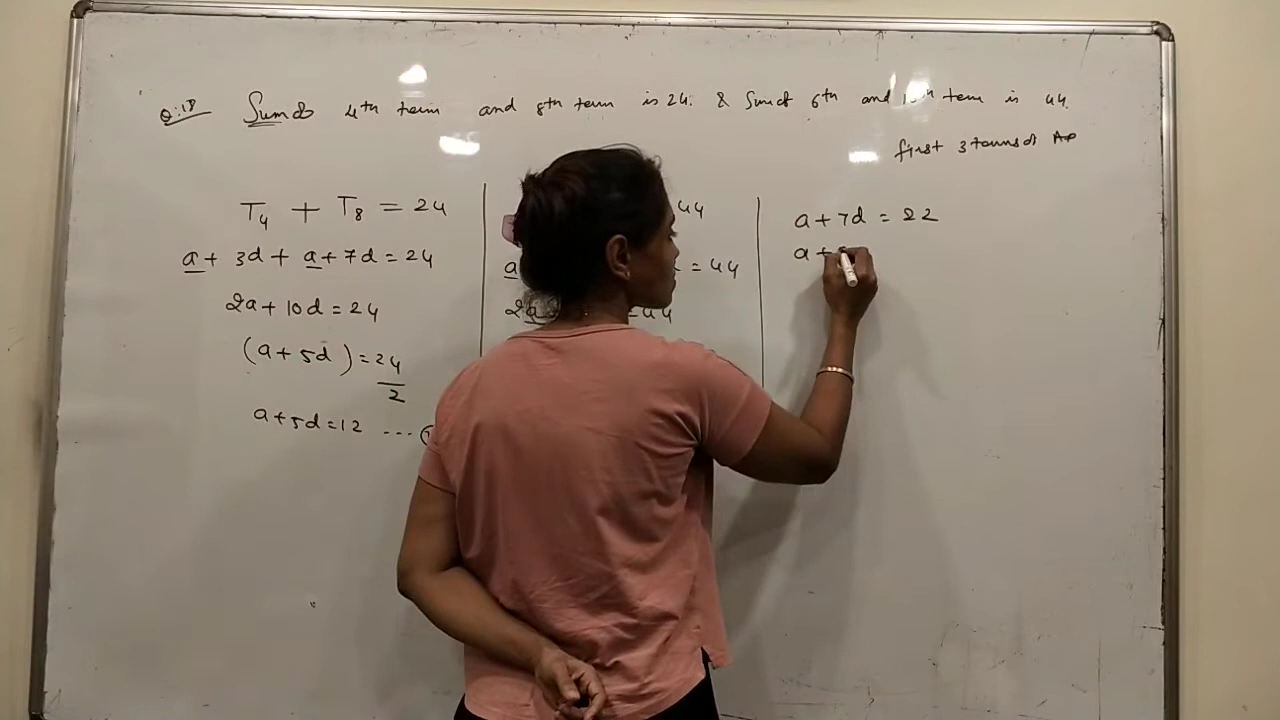 Q:18 Sum of 4th term and 8th term is 24. & Sum of 6th and term is 44.
first 3 terms of AP
T4 + T8 = 24
a + 3d + a + 7d = 24
2a + 10d = 24
(a + 5d) = 24/2
a + 5d = 12 ---- 
44
a = 44
2a = 44
a + 7d = 22
a +